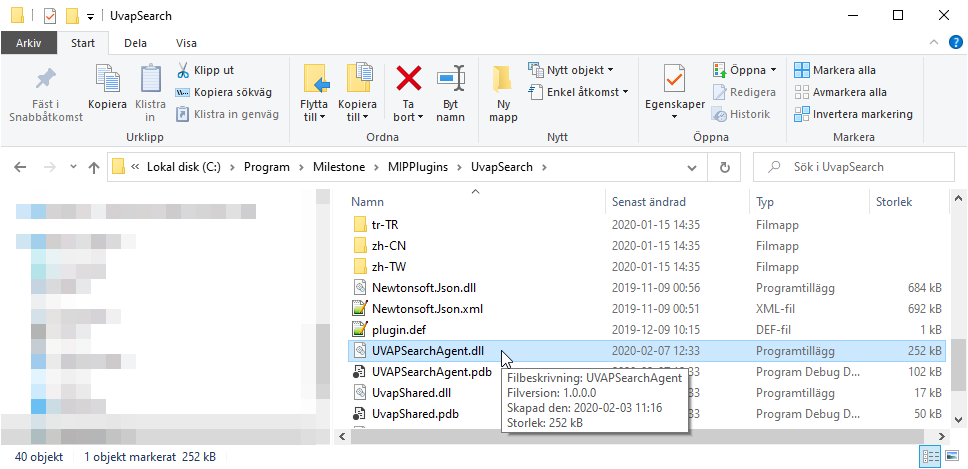 UvapSearch
Arkiv Start Dela Visa
Fäst i Snabbåtkomst
Kopiera
Klistra in
Klipp ut
Kopiera sökväg
Klistra in genväg
Urklipp
Flytta till
Kopiera till
Ta bort
Byt namn
Ordna
Ny mapp
Nytt objekt
Enkel åtkomst
Nytt
Egenskaper
Öppna
Redigera
Historik
Öppna
Markera alla
Avmarkera alla
Invertera markering
Markera
« Lokal disk (C:) > Program > Milestone > MIPPlugins > UvapSearch >
Sök i UvapSearch
Namn Senast ändrad Typ Storlek
tr-TR 2020-01-15 14:35 Filmapp
zh-CN 2020-01-15 14:35 Filmapp
zh-TW 2020-01-15 14:35 Filmapp
Newtonsoft.Json.dll 2019-11-09 00:56 Programtillägg 684 kB
Newtonsoft.Json.xml 2019-11-09 00:51 XML-fil 692 kB
plugin.def 2019-12-09 10:15 DEF-fil 1 kB
UVAPSearchAgent.dll 2020-02-07 12:33 Programtillägg 252 kB
UVAPSearchAgent.pdb Program Debug D... 102 kB
UvapShared.dll Programtillägg 17 kB
UvapShared.pdb Program Debug D... 50 kB
Filbeskrivning: UVAPSearchAgent
Filversion: 1.0.0.0
Skapad den: 2020-02-03 11:16
Storlek: 252 kB
40 objekt 1 objekt markerat 252 kB